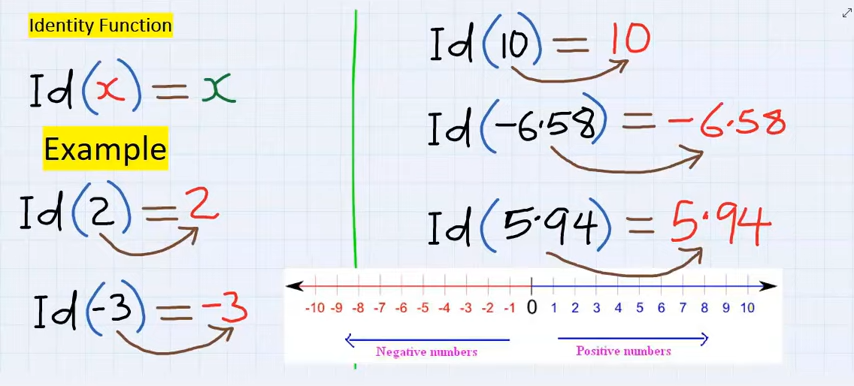 Identity Function
Id(x) = x
Example
Id(2) = 2
Id(-3) = -3
Id(10) = 10
Id(-6.58) = -6.58
Id(5.94) = 5.94
-10 -9 -8 -7 -6 -5 -4 -3 -2 -1 0 1 2 3 4 5 6 7 8 9 10
Negative numbers Positive numbers